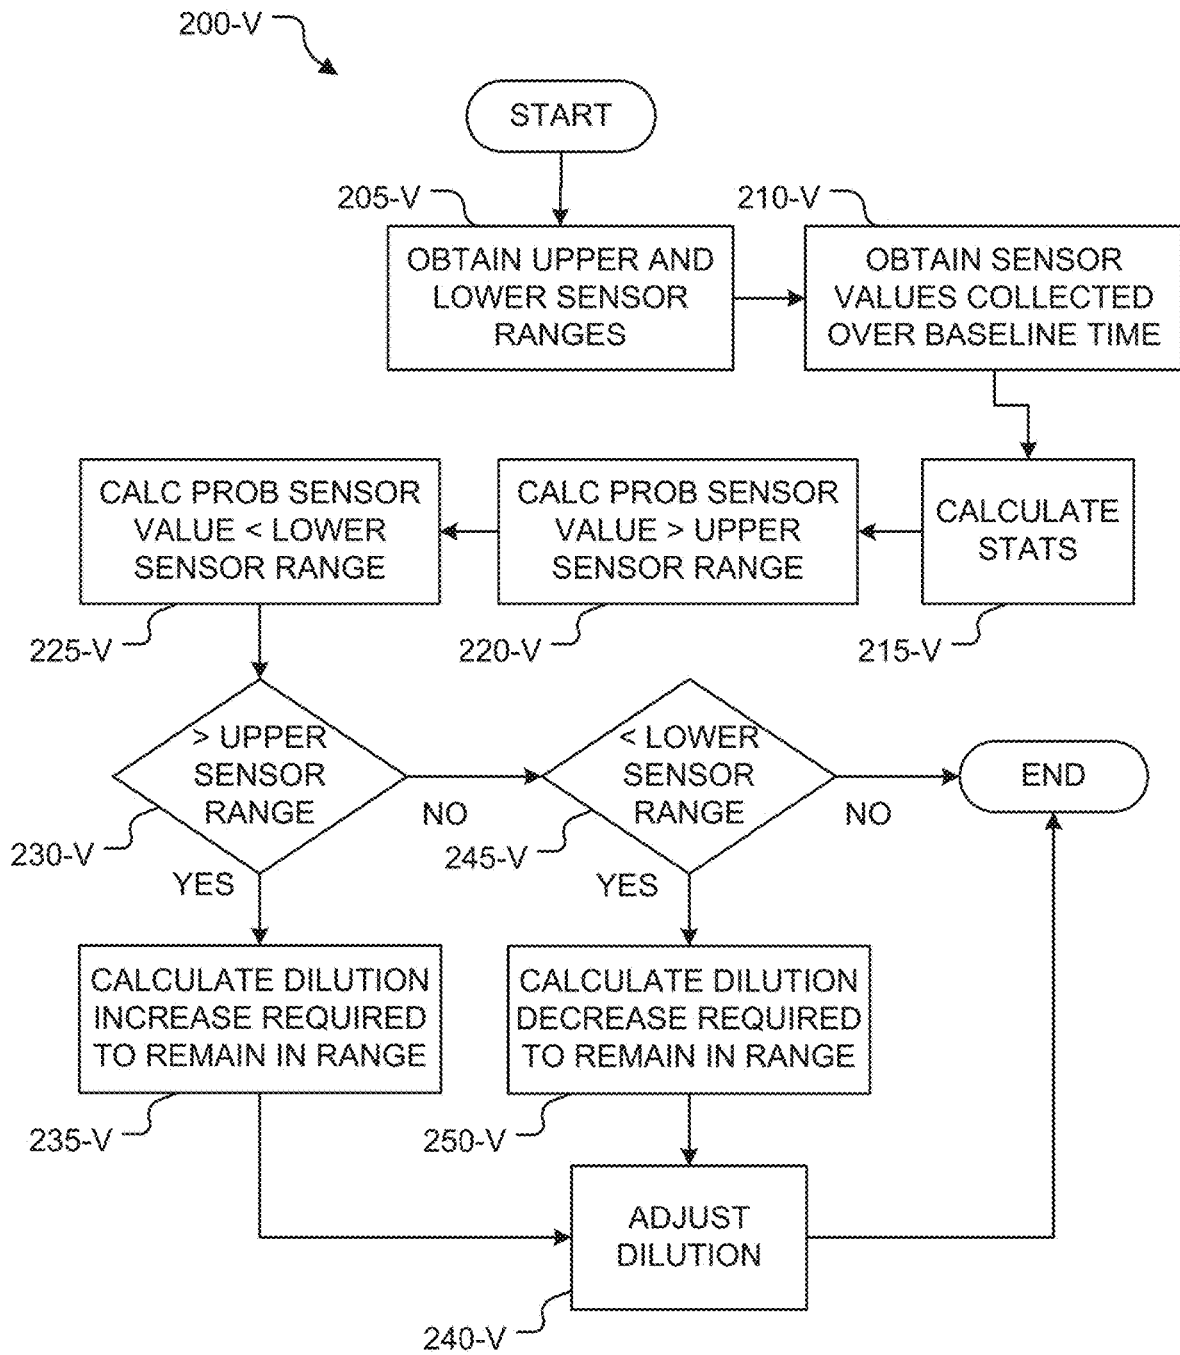 200-V
START
205-V
210-V
OBTAIN UPPER AND
LOWER SENSOR
RANGES
OBTAIN SENSOR
VALUES COLLECTED
OVER BASELINE TIME
CALC PROB SENSOR
VALUE < LOWER
SENSOR RANGE
CALC PROB SENSOR
VALUE > UPPER
SENSOR RANGE
CALCULATE
STATS
225-V
220-V
215-V
> UPPER
SENSOR
RANGE
NO
< LOWER
SENSOR
RANGE
NO
END
230-V
YES
245-V
YES
CALCULATE DILUTION
INCREASE REQUIRED
TO REMAIN IN RANGE
CALCULATE DILUTION
DECREASE REQUIRED
TO REMAIN IN RANGE
235-V
250-V
ADJUST
DILUTION
240-V